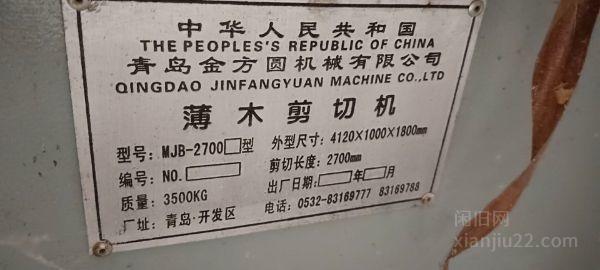 中华人民共和国
THE PEOPLES'S REPUBLIC OF CHINA
青岛金方圆机械有限公司
QINGDAO JINFANGYUAN MACHINE CO.,LTD
薄木剪切机
型号：MJB-2700□型 外型尺寸：4120×1000×1800mm
编号：NO. 剪切长度：2700mm
质量：3500KG 出厂日期： 年 月
厂址：青岛·开发区 电话：0532-83169777 83169788
闲旧网
xianjiu22.com